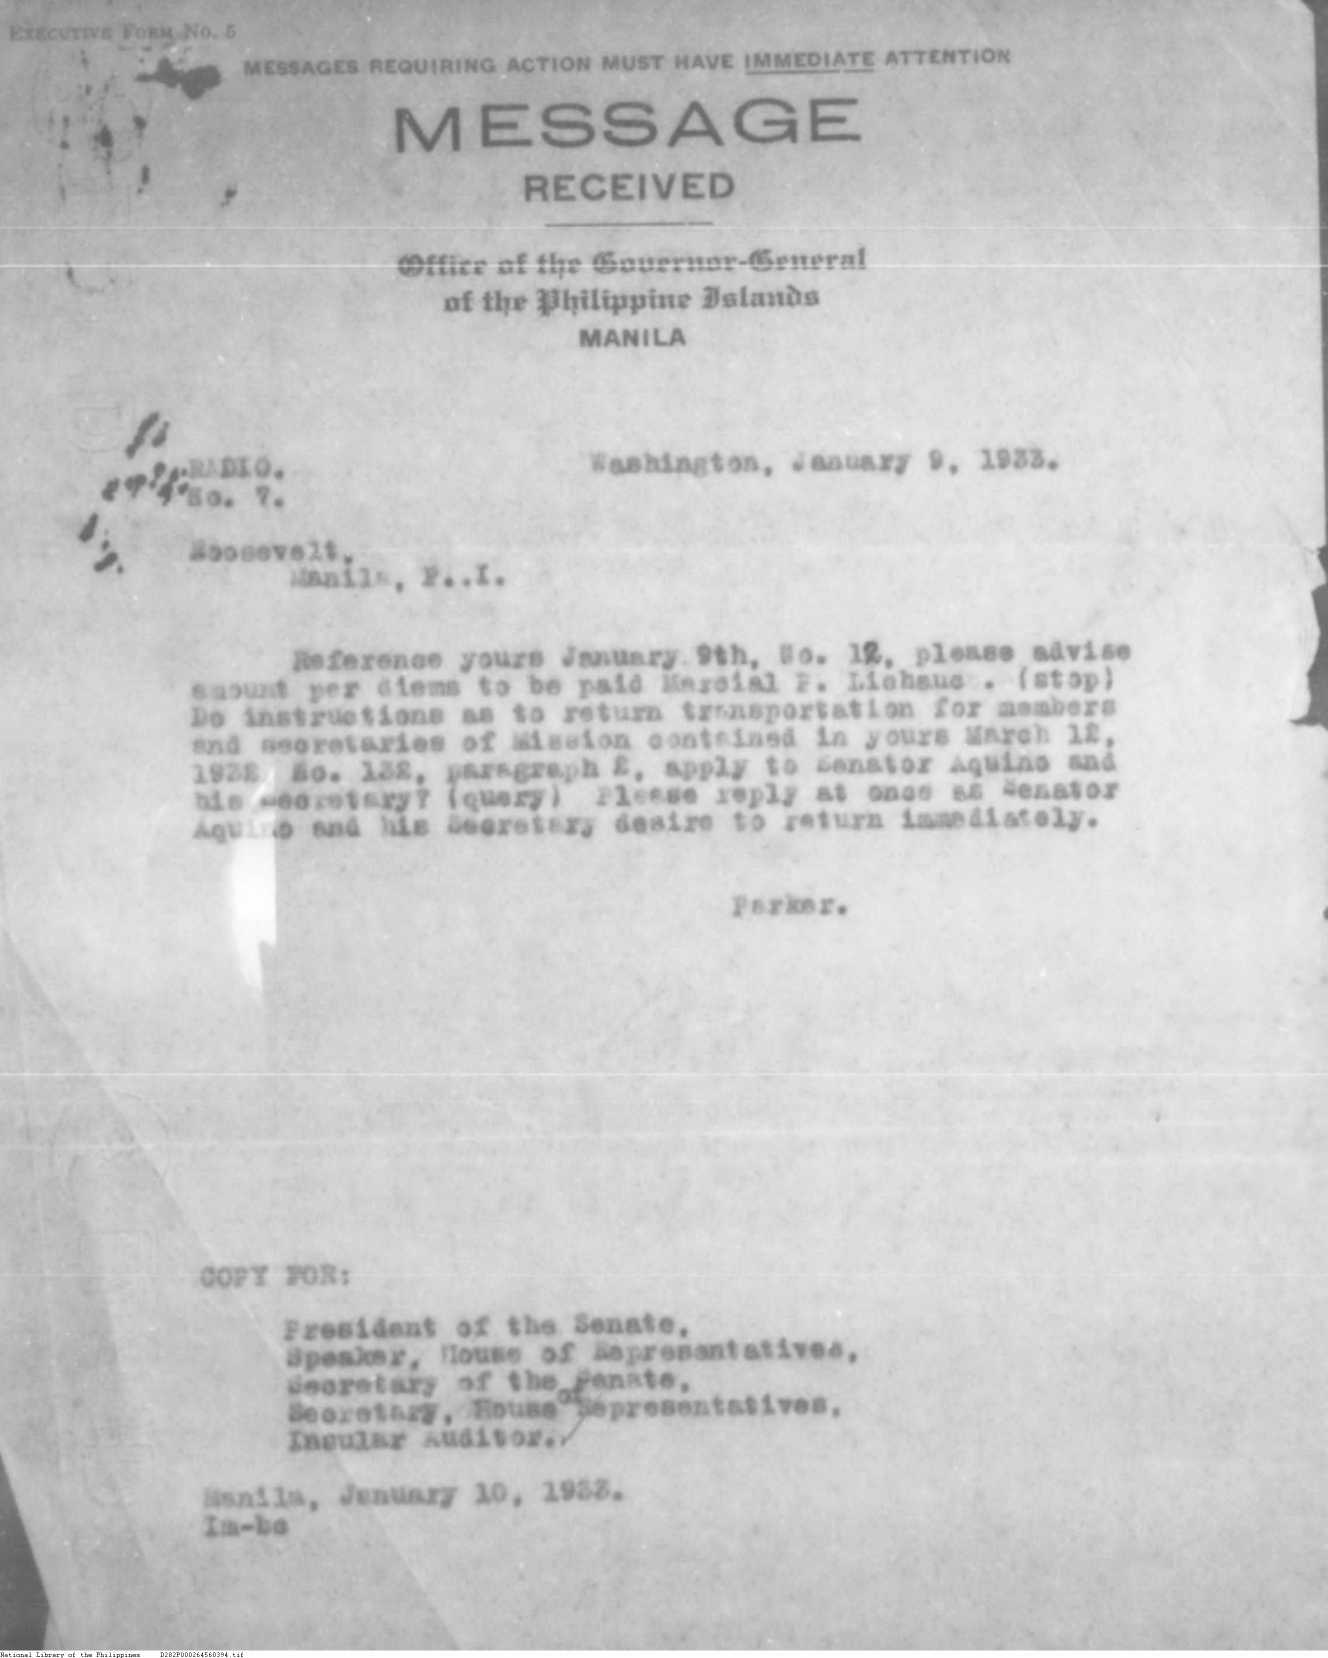 EXECUTIVE FORM NO. 5
MESSAGES REQUIRING ACTION MUST HAVE IMMEDIATE ATTENTION
MESSAGE
RECEIVED
Office of the Governor-General
of the Philippine Islands
MANILA
RADIO.
No. 7.
Washington, January 9, 1933.
Roosevelt,
Manila, P..I.
Reference yours January 9th, No. 12, please advise
amount per diems to be paid Marcial P. Lichauc . (stop)
Do instructions as to return transportation for members
and secretaries of Mission contained in yours March 12,
1932 No. 132, paragraph 2, apply to Senator Aquino and
his Secretary? (query) Please reply at once as Senator
Aquino and his Secretary desire to return immediately.
Parker.
COPY FOR:
President of the Senate,
Speaker, House of Representatives,
Secretary of the Senate,
Secretary, House of Representatives,
Insular Auditor.
Manila, January 10, 1933.
Im-bc
National Library of the Philippines D282P000264560394.tif